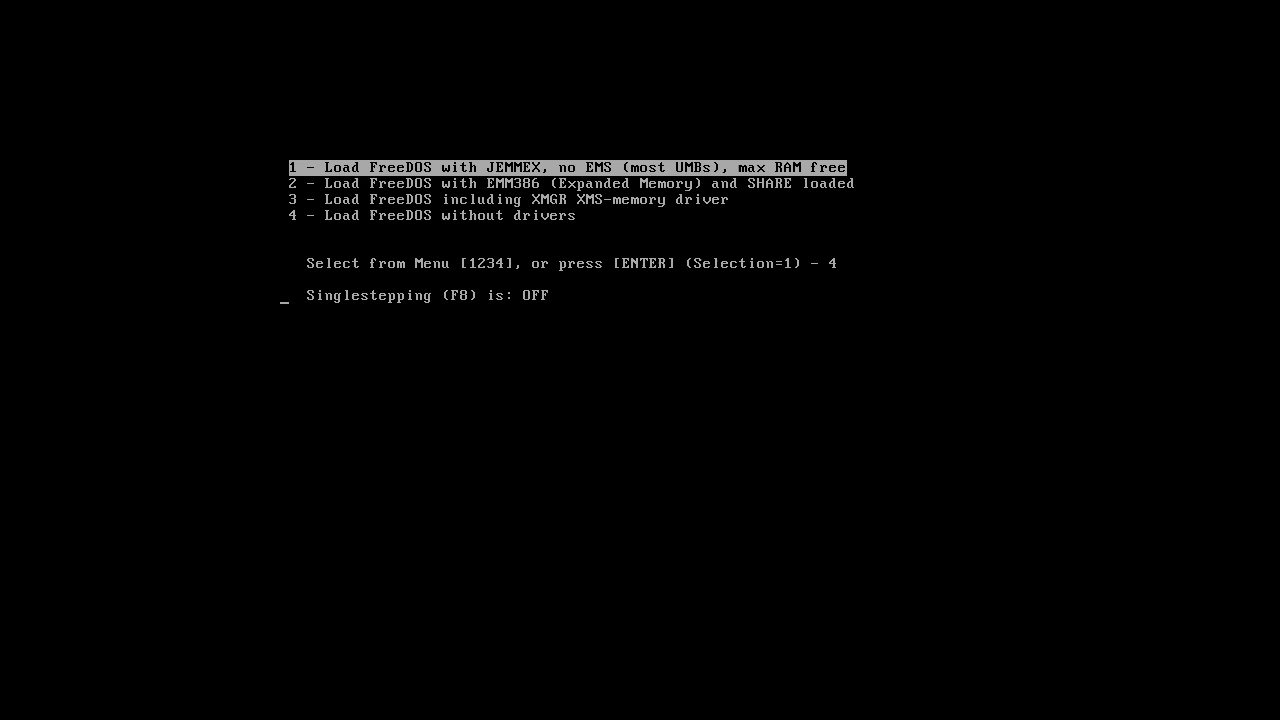 1 - Load FreeDOS with JEMMEX, no EMS (most UMBs), max RAM free
2 - Load FreeDOS with EMM386 (Expanded Memory) and SHARE loaded
3 - Load FreeDOS including XMGR XMS-memory driver
4 - Load FreeDOS without drivers
Select from Menu [1234], or press [ENTER] (Selection=1) - 4
_ Singlestepping (F8) is: OFF